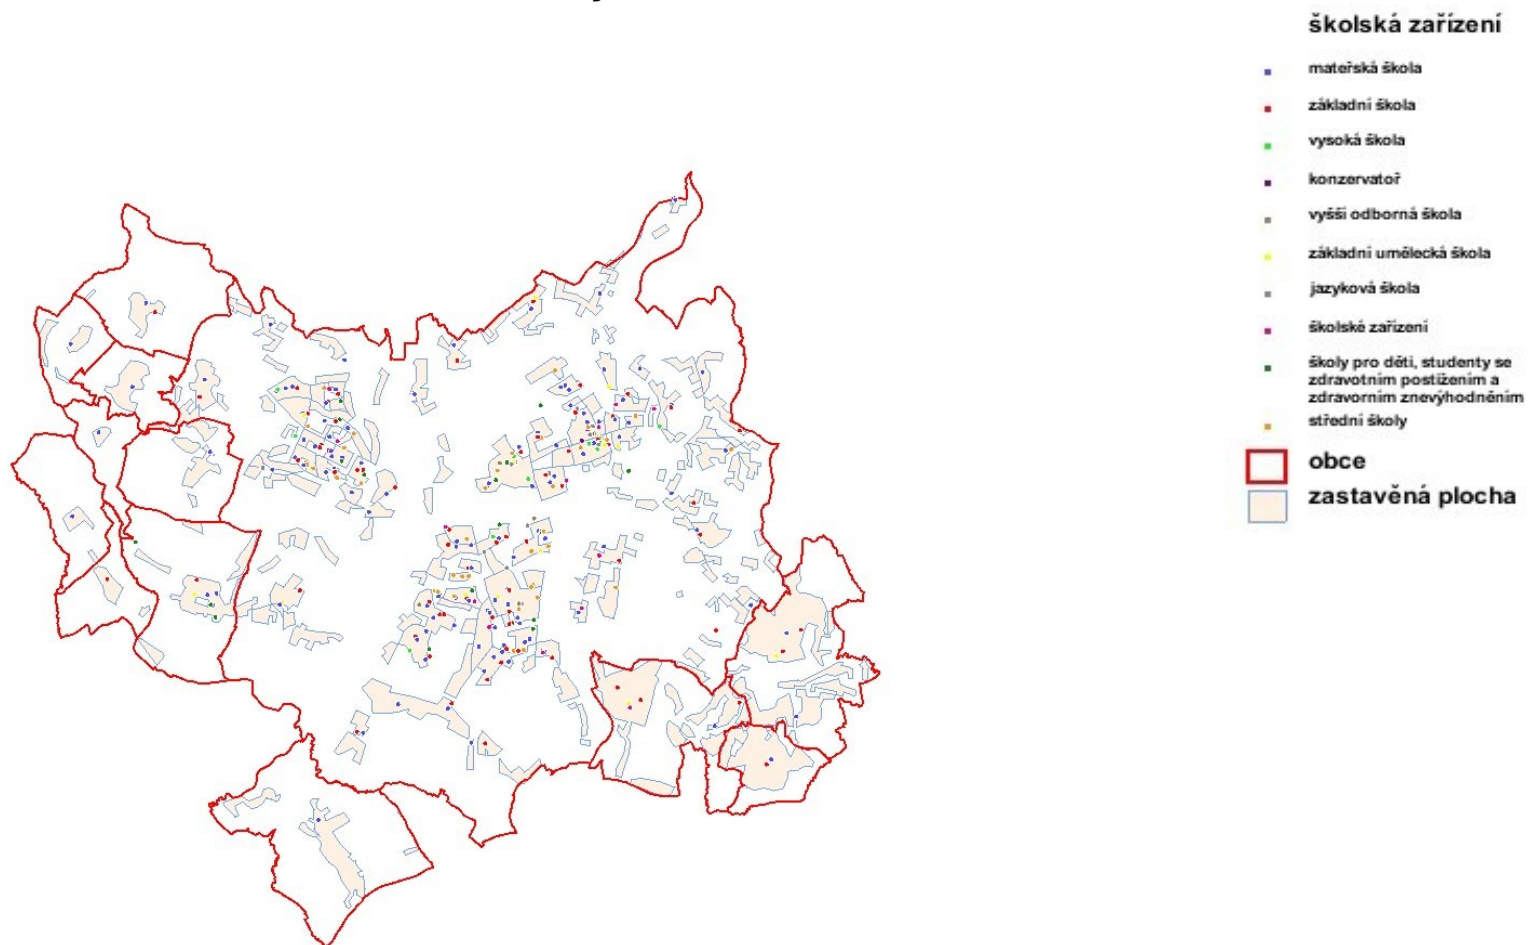 školská zařízení
mateřská škola
základní škola
vysoká škola
konzervatoř
vyšší odborná škola
základní umělecká škola
jazyková škola
školské zařízení
školy pro děti, studenty se
zdravotním postižením a
zdravorním znevýhodněním
střední školy
obce
zastavěná plocha